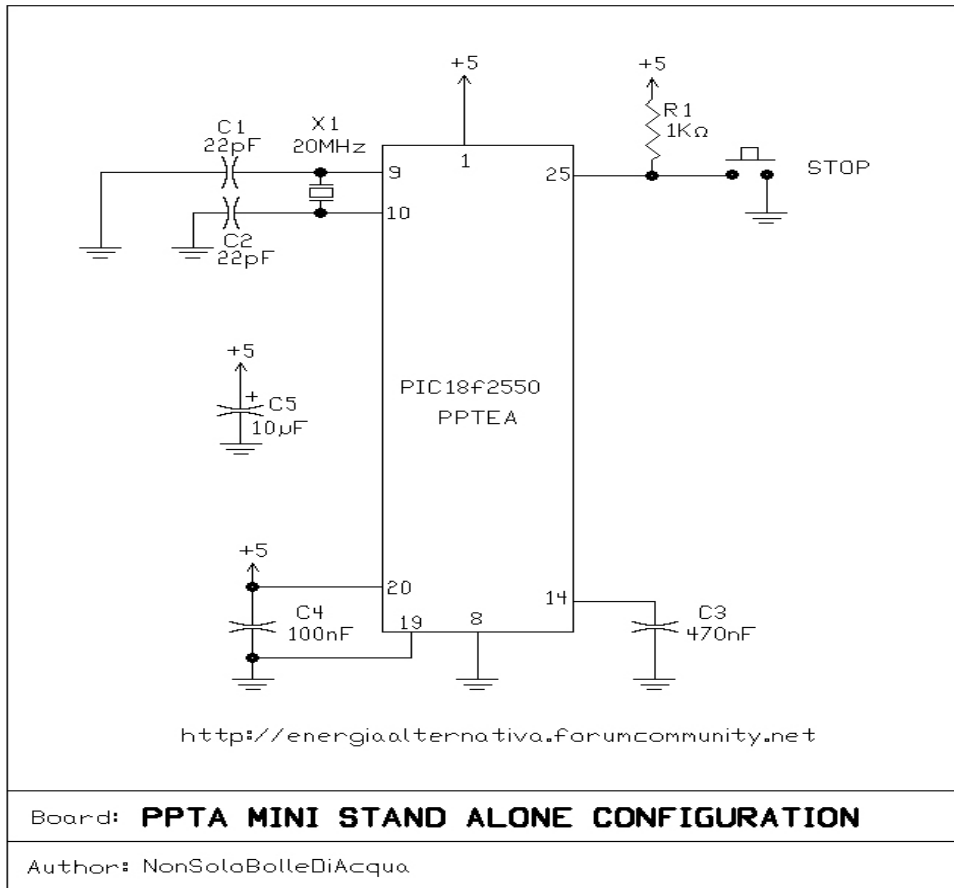 +5
+5
C1
22pF
X1
20MHz
R1
1KΩ
9
1
25
STOP
10
C2
22pF
+5
+
C5
10µF
PIC18f2550
PPTEA
+5
20
14
C4
100nF
19
8
C3
470nF
http://energiaalternativa.forumcommunity.net
Board: PPTA MINI STAND ALONE CONFIGURATION
Author: NonSoloBolleDiAcqua